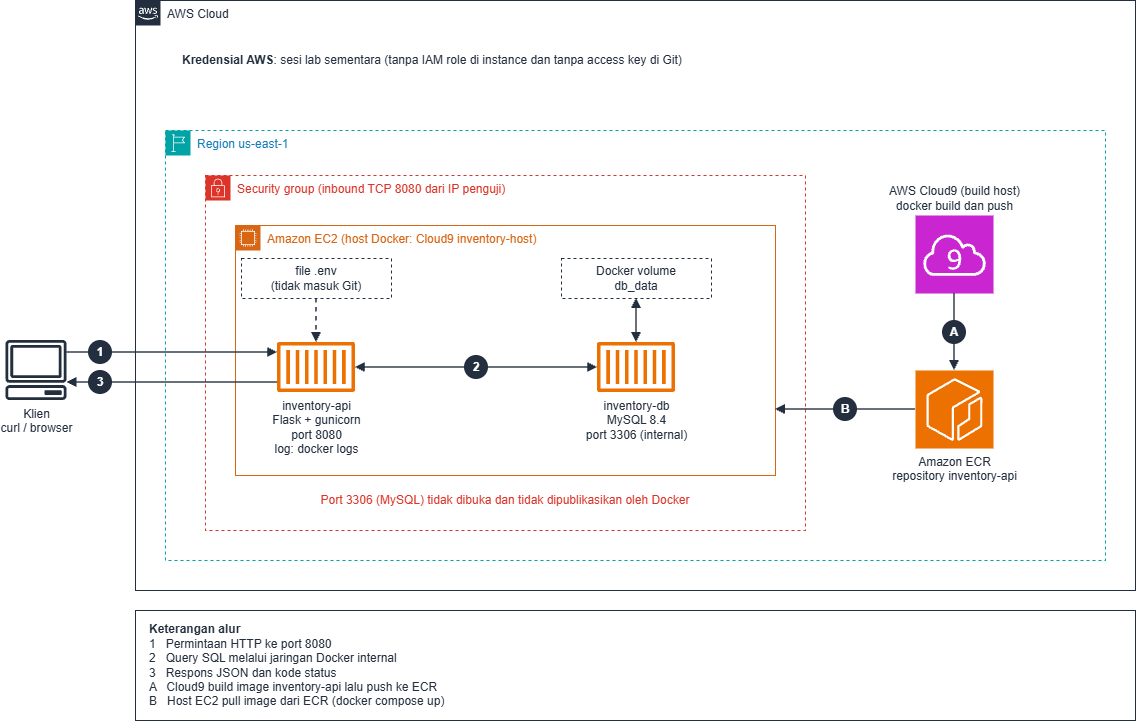 aws
AWS Cloud
Kredensial AWS: sesi lab sementara (tanpa IAM role di instance dan tanpa access key di Git)
Region us-east-1
Security group (inbound TCP 8080 dari IP penguji)
AWS Cloud9 (build host)
docker build dan push
9
Amazon EC2 (host Docker: Cloud9 inventory-host)
file .env
(tidak masuk Git)
Docker volume
db_data
A
1
2
3
Klien
curl / browser
inventory-api
Flask + gunicorn
port 8080
log: docker logs
inventory-db
MySQL 8.4
port 3306 (internal)
B
Amazon ECR
repository inventory-api
Port 3306 (MySQL) tidak dibuka dan tidak dipublikasikan oleh Docker
Keterangan alur
1 Permintaan HTTP ke port 8080
2 Query SQL melalui jaringan Docker internal
3 Respons JSON dan kode status
A Cloud9 build image inventory-api lalu push ke ECR
B Host EC2 pull image dari ECR (docker compose up)